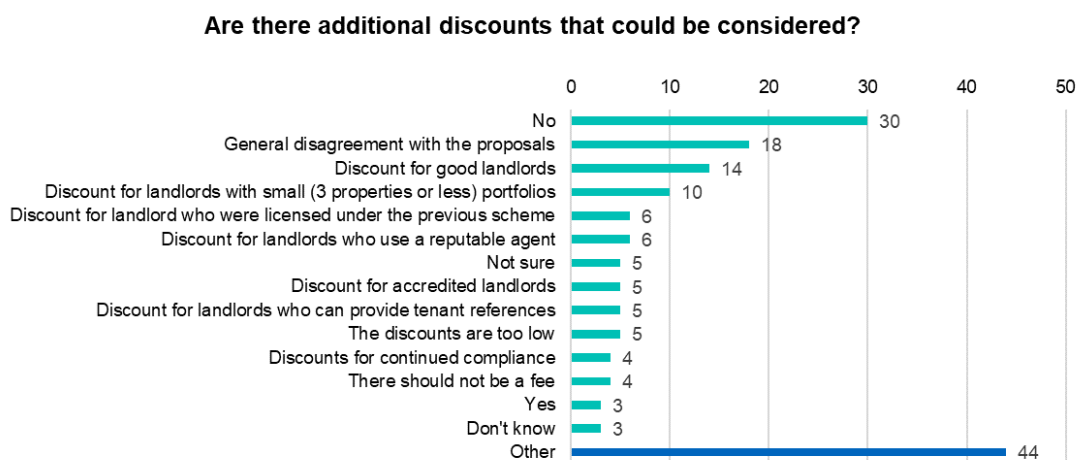 Are there additional discounts that could be considered?
0 10 20 30 40 50
No 30
General disagreement with the proposals 18
Discount for good landlords 14
Discount for landlords with small (3 properties or less) portfolios 10
Discount for landlord who were licensed under the previous scheme 6
Discount for landlords who use a reputable agent 6
Not sure 5
Discount for accredited landlords 5
Discount for landlords who can provide tenant references 5
The discounts are too low 5
Discounts for continued compliance 4
There should not be a fee 4
Yes 3
Don't know 3
Other 44